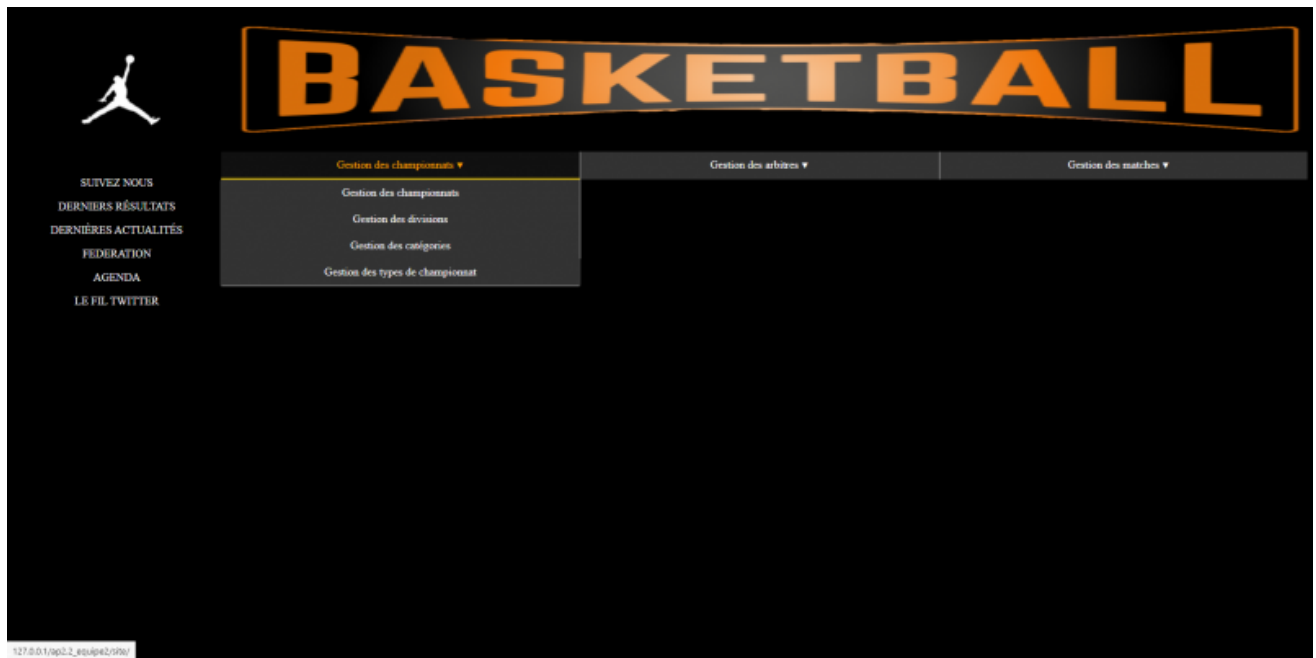 BASKETBALL
Gestion des championnats ▼
Gestion des arbitres ▼
Gestion des matches ▼
Gestion des championnats
Gestion des divisions
Gestion des catégories
Gestion des types de championnat
SUIVEZ NOUS
DERNIERS RÉSULTATS
DERNIÈRES ACTUALITÉS
FEDERATION
AGENDA
LE FIL TWITTER
127.0.0.1/ap2.2_equipe2/site/